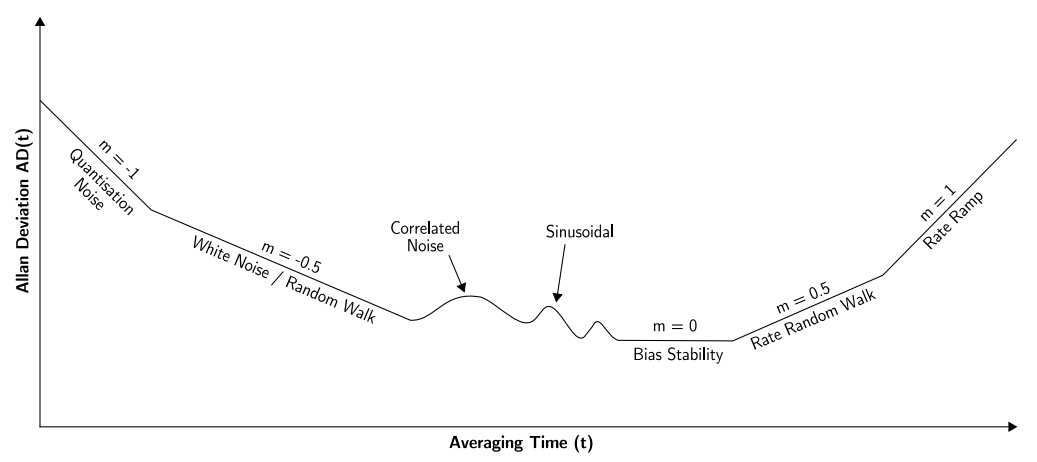 Allan Deviation AD(t)
m = -1
Quantisation
Noise
m = -0.5
White Noise / Random Walk
Correlated
Noise
Sinusoidal
m = 0
Bias Stability
m = 0.5
Rate Random Walk
m = 1
Rate Ramp
Averaging Time (t)